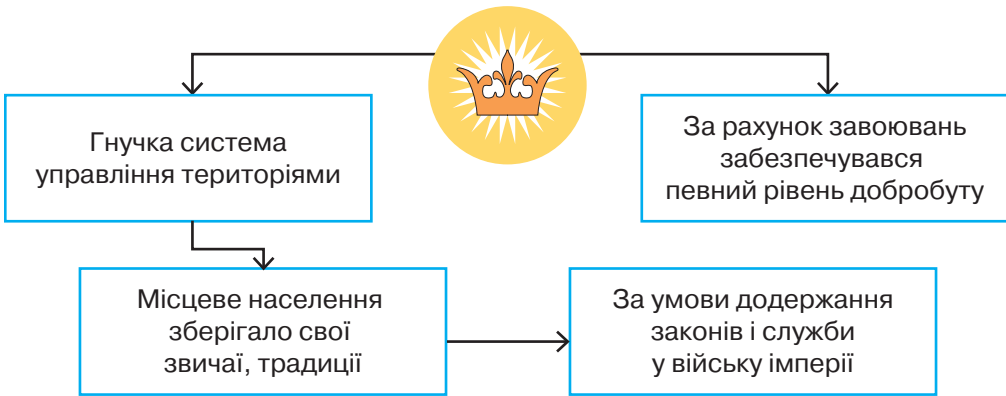 Гнучка система
управління територіями
За рахунок завоювань
забезпечувався
певний рівень добробуту
Місцеве населення
зберігало свої
звичаї, традиції
За умови додержання
законів і служби
у війську імперії